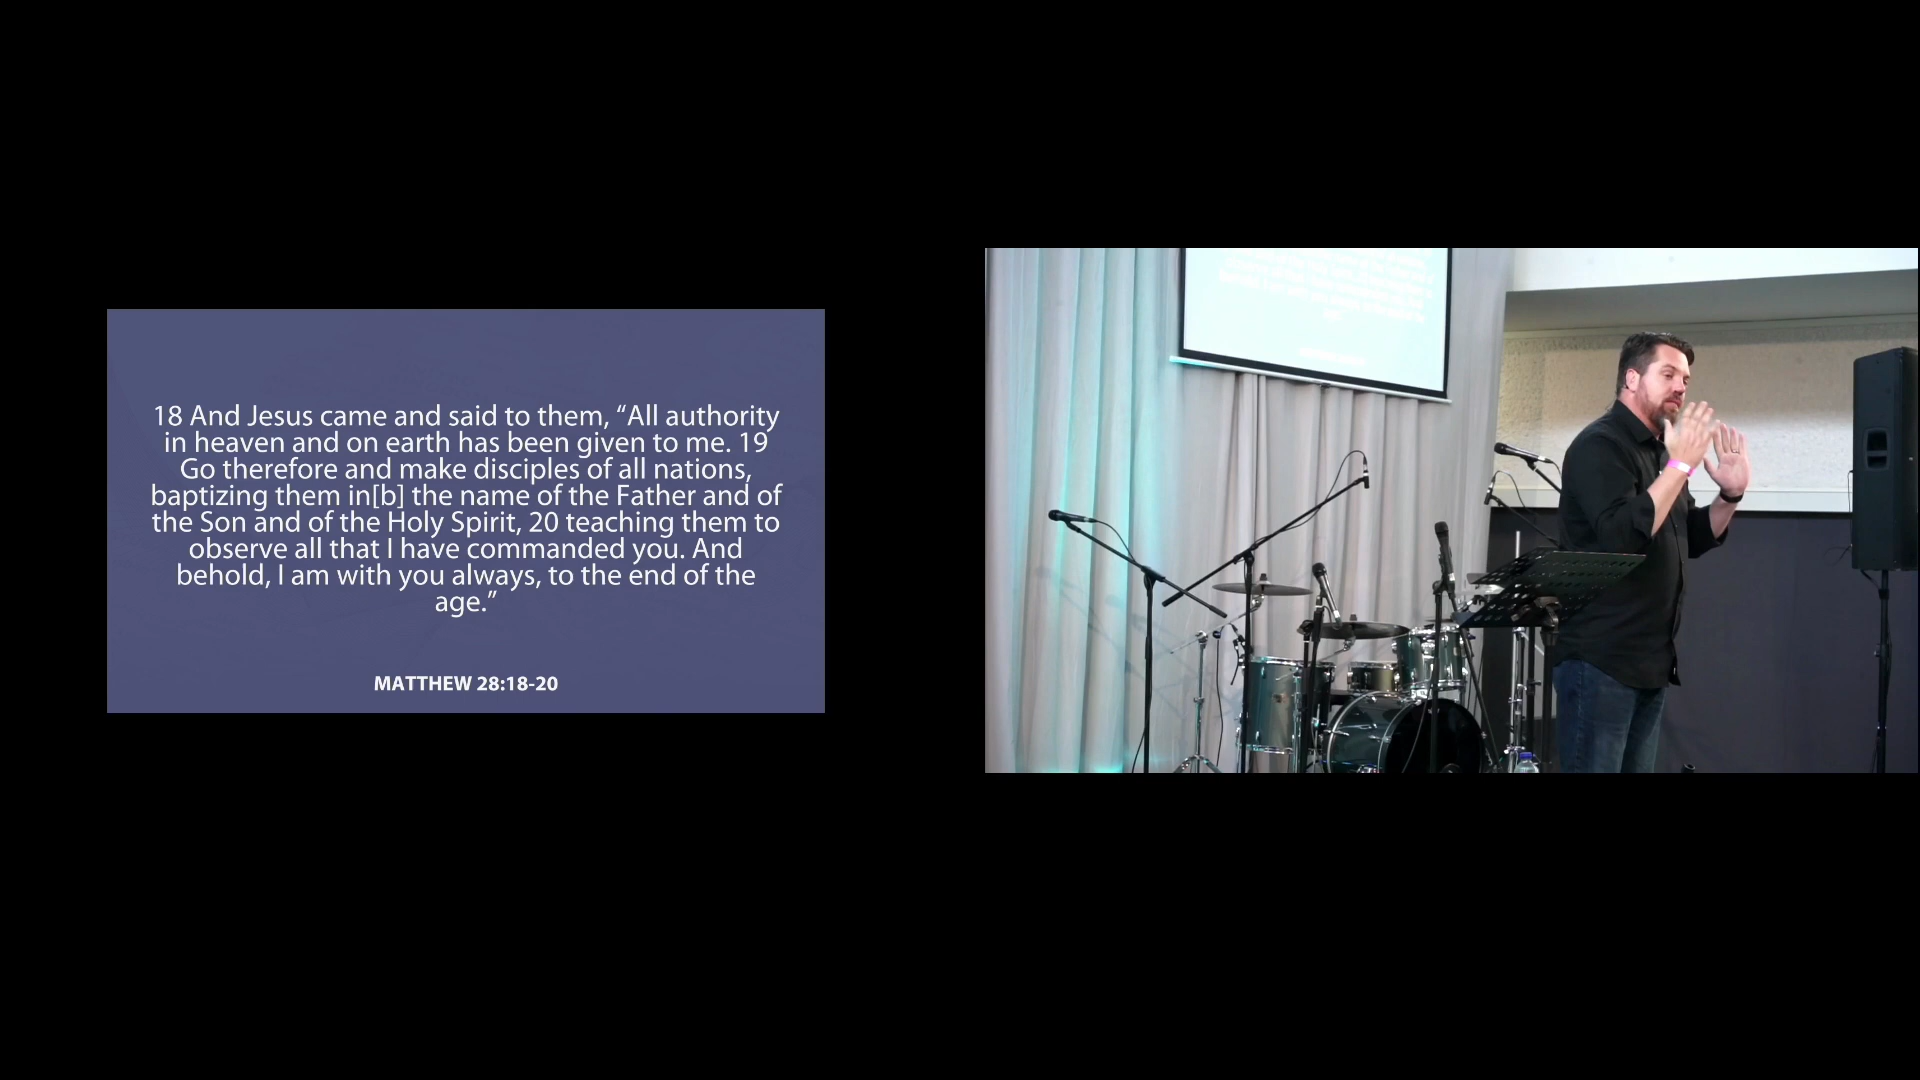 18 And Jesus came and said to them, “All authority
in heaven and on earth has been given to me. 19
Go therefore and make disciples of all nations,
baptizing them in[b] the name of the Father and of
the Son and of the Holy Spirit, 20 teaching them to
observe all that I have commanded you. And
behold, I am with you always, to the end of the
age.”
MATTHEW 28:18-20